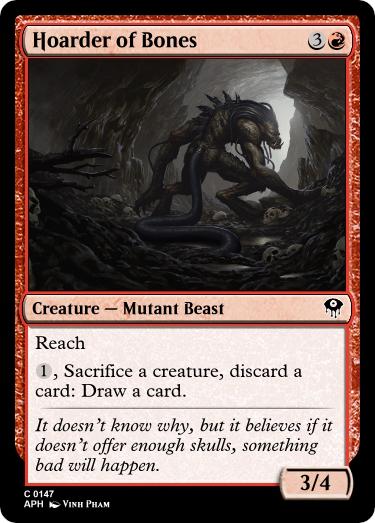 Hoarder of Bones 3
Creature — Mutant Beast
Reach
1, Sacrifice a creature, discard a
card: Draw a card.
It doesn't know why, but it believes if it
doesn't offer enough skulls, something
bad will happen.
3/4
C 0147
APH VINH PHAM